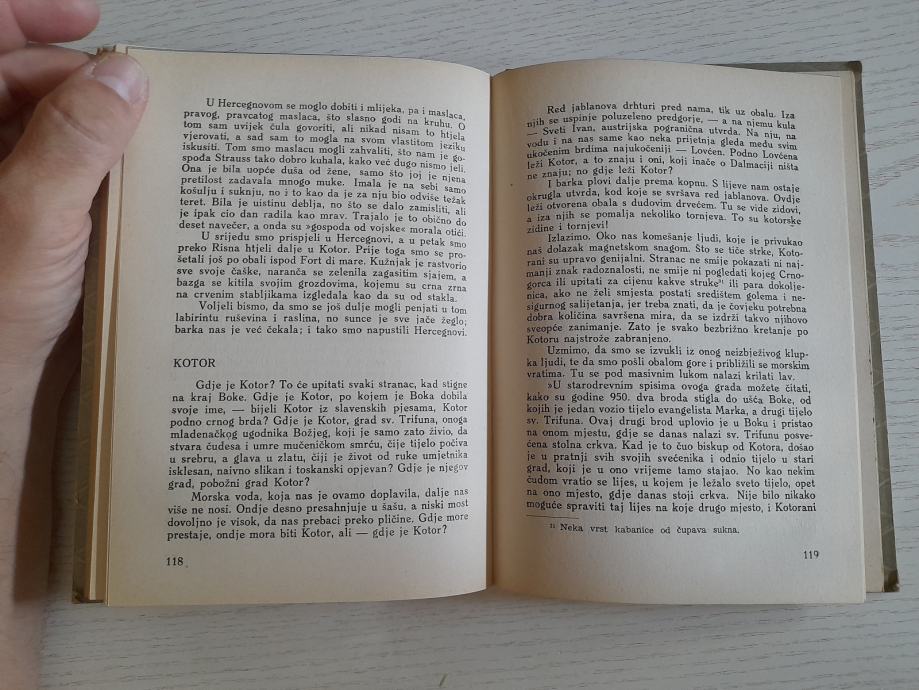 U Hercegnovom se moglo dobiti i mlijeka, pa i maslaca,
pravog, pravcatog maslaca, što slasno godi na kruhu. O
tom sam uvijek čula govoriti, ali nikad nisam to htjela
vjerovati, a sad sam to mogla na svom vlastitom jeziku
iskusiti. Tom smo maslacu mogli zahvaliti, što nam je go-
spođa Strauss tako dobro kuhala, kako već dugo nismo jeli.
Ona je bila uopće duša od žene, samo što joj je njena
pretilost zadavala mnogo muke. Imala je na sebi samo
košulju i suknju, no i to kao da je za nju bio odviše težak
teret. Bila je uistinu deblja, no što se dalo zamisliti, ali
je ipak cio dan radila kao mrav. Trajalo je to obično do
deset navečer, a onda su »gospoda od vojske« morala otići.
U srijedu smo prispjeli u Hercegnovi, a u petak smo
preko Risna htjeli dalje u Kotor. Prije toga smo se pro-
šetali još po obali ispod Fort di mare. Kužnjak je rastvorio
sve svoje čaške, naranča se zelenila zagasitim sjajem, a
bazga se kitila svojim grozdovima, kojemu su crna zrna
na crvenim stabljikama izgledala kao da su od stakla.
Voljeli bismo, da smo se još dulje mogli penjati u tom
labirintu ruševina i raslina, no sunce je sve jače žeglo;
barka nas je već čekala; i tako smo napustili Hercegnovi.
KOTOR
Gdje je Kotor? To će upitati svaki stranac, kad stigne
na kraj Boke. Gdje je Kotor, po kojem je Boka dobila
svoje ime, — bijeli Kotor iz slavenskih pjesama, Kotor
podno crnog brda? Gdje je Kotor, grad sv. Trifuna, onoga
mlađenačkog ugodnika Božjeg, koji je samo zato živio, da
stvara čudesa i umre mučeničkom smrću, čije tijelo počiva
u srebru, a glava u zlatu, čiji je život od ruke umjetnika
isklesan, naivno slikan i toskanski opjevan? Gdje je njegov
grad, pobožni grad Kotor?
Morska voda, koja nas je ovamo doplavila, dalje nas
više ne nosi. Ondje desno presahnjuje u šašu, a niski most
dovoljno je visok, da nas prebaci preko pličine. Gdje more
prestaje, ondje mora biti Kotor, ali — gdje je Kotor?
118
Red jablanova drhturi pred nama, tik uz obalu. Iza
njih se uspinje poluzeleno predgorje, — a na njemu kula
— Sveti Ivan, austrijska pogranična utvrda. Na nju, na
vodu i na nas same kao neka prijetnja gleda među svim
ukočenim brdima najukočeniji — Lovćen. Podno Lovćena
leži Kotor, a to znaju i oni, koji inače o Dalmaciji ništa
ne znaju; no gdje leži Kotor?
I barka plovi dalje prema kopnu. S lijeve nam ostaje
okrugla utvrda, kod koje se svršava red jablanova. Ovdje
leži otvorena obala s dudovim drvećem. Tu se vide zidovi,
a iza njih se pomalja nekoliko tornjeva. To su kotorske
zidine i tornjevi!
Izlazimo. Oko nas komešanje ljudi, koje je privukao
naš dolazak magnetskom snagom. Što se tiče strke, Koto-
rani su upravo genijalni. Stranac ne smije pokazati ni naj-
manji znak radoznalosti, ne smije ni pogledati kojeg Crno-
gorca ili upitati za cijenu kakve struke²¹ ili para dokolje-
nica, ako ne želi smjesta postati središtem golema i ne-
sigurnog salijetanja, jer treba znati, da je čovjeku potrebna
dobra količina savršena mira, da se izdrži takvo njihovo
sveopće zanimanje. Zato je svako bezbrižno kretanje po
Kotoru najstrože zabranjeno.
Uzmimo, da smo se izvukli iz onog neizbježivog klup-
ka ljudi, te da smo pošli obalom gore i približili se morskim
vratima. Tu se pod masivnim lukom nalazi krilati lav.
»U starodrevnim spisima ovoga grada možete čitati,
kako su godine 950. dva broda stigla do ušća Boke, od
kojih je jedan vozio tijelo evangelista Marka, a drugi tijelo
sv. Trifuna. Ovaj drugi brod uplovio je u Boku i pristao
na onom mjestu, gdje se danas nalazi sv. Trifunu posve-
ćena stolna crkva. Kad je to čuo biskup od Kotora, došao
je u pratnji svih svojih svećenika i odnio tijelo u stari
grad, koji je u ono vrijeme tamo stajao. No kao nekim
čudom vratio se lijes, u kojem je ležalo sveto tijelo, opet
na ono mjesto, gdje danas stoji crkva. Nije bilo nikako
moguće spraviti taj lijes na koje drugo mjesto, i Kotorani
²¹ Neka vrst kabanice od čupava sukna.
119